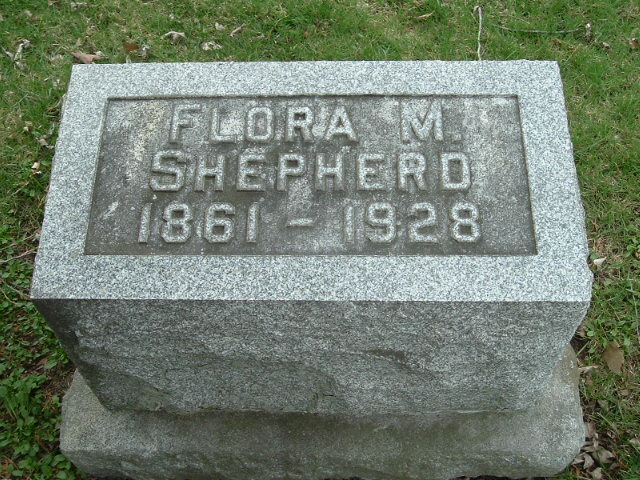 FLORA M.
SHEPHERD
1861 - 1928